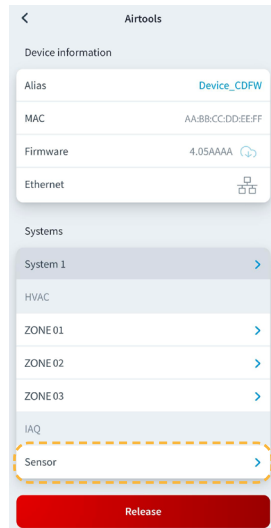 Airtools
Device information
Alias Device_CDFW
MAC AA:BB:CC:DD:EE:FF
Firmware 4.05AAAA
Ethernet
Systems
System 1
HVAC
ZONE 01
ZONE 02
ZONE 03
IAQ
Sensor
Release